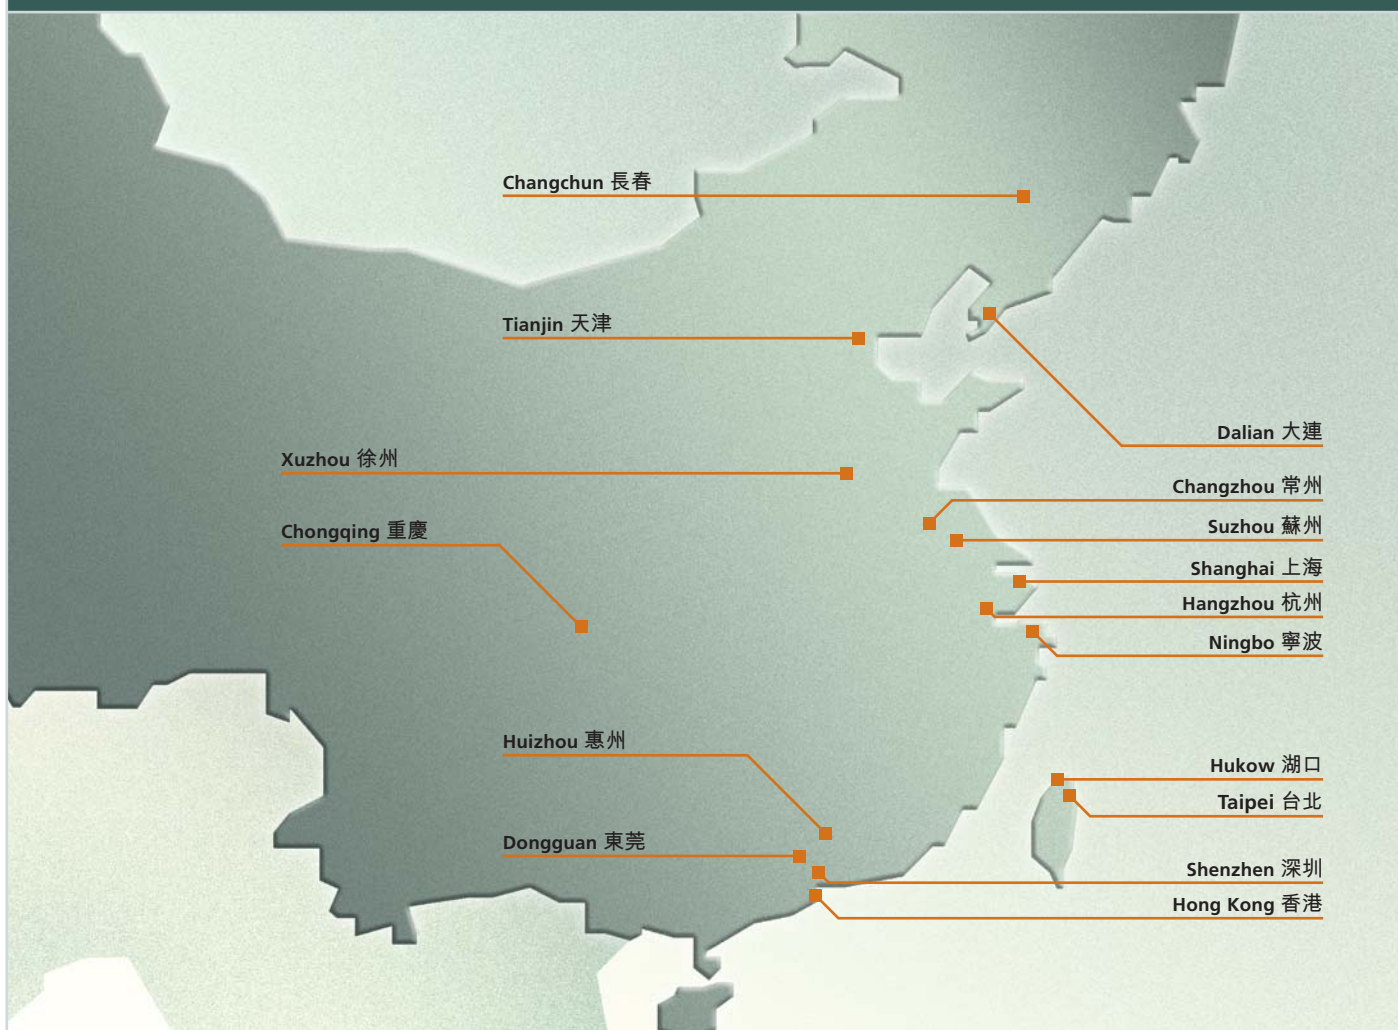 Changchun 長春
Tianjin 天津
Dalian 大連
Xuzhou 徐州
Changzhou 常州
Suzhou 蘇州
Chongqing 重慶
Shanghai 上海
Hangzhou 杭州
Ningbo 寧波
Huizhou 惠州
Hukow 湖口
Taipei 台北
Dongguan 東莞
Shenzhen 深圳
Hong Kong 香港